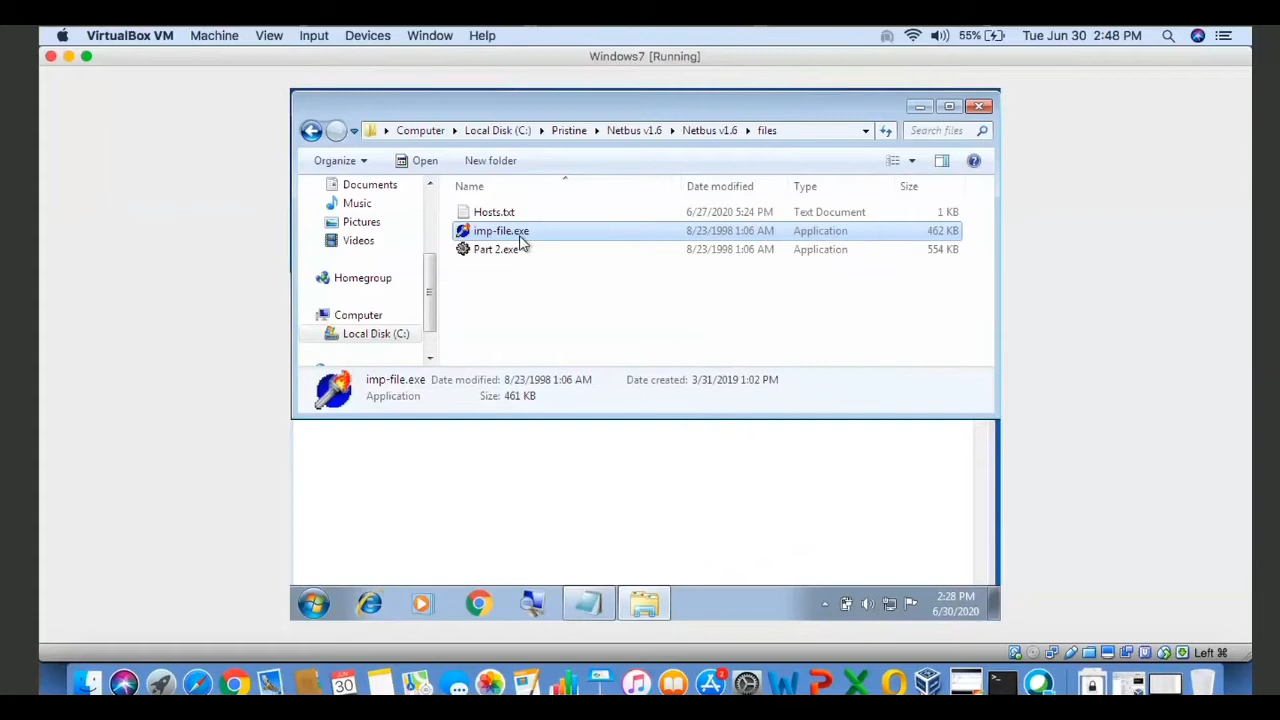 VirtualBox VM Machine View Input Devices Window Help 55% Tue Jun 30 2:48 PM
Windows7 [Running]
Computer Local Disk (C:) Pristine Netbus v1.6 Netbus v1.6 files Search files
Organize Open New folder
Documents
Music
Pictures
Videos
Homegroup
Computer
Local Disk (C:)
Name Date modified Type Size
Hosts.txt 6/27/2020 5:24 PM Text Document 1 KB
imp-file.exe 8/23/1998 1:06 AM Application 462 KB
Part 2.exe 8/23/1998 1:06 AM Application 554 KB
imp-file.exe Date modified: 8/23/1998 1:06 AM Date created: 3/31/2019 1:02 PM
Application Size: 461 KB
2:28 PM
6/30/2020
Left ⌘
JUN
30
2